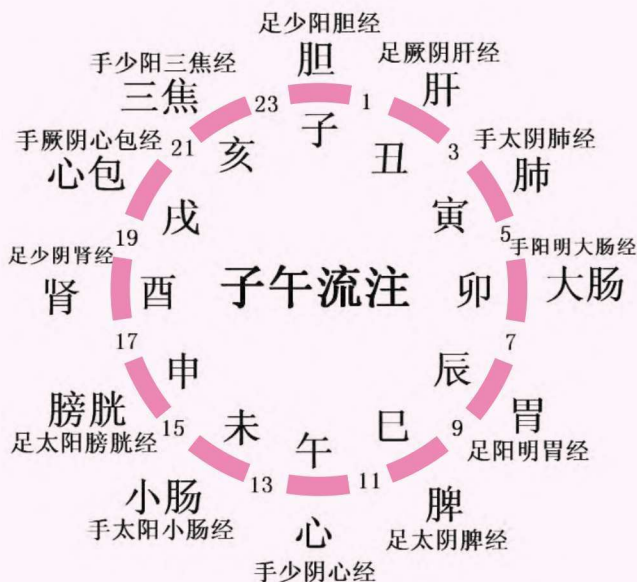 足少阳胆经
胆
子
1
足厥阴肝经
肝
丑
3
手太阴肺经
肺
寅
5
手阳明大肠经
大肠
卯
7
辰
胃
足阳明胃经
9
巳
脾
足太阴脾经
11
午
心
手少阴心经
13
未
小肠
手太阳小肠经
15
申
膀胱
足太阳膀胱经
17
足少阴肾经
肾
酉
19
手厥阴心包经
心包
戌
21
手少阳三焦经
三焦
亥
23
子午流注